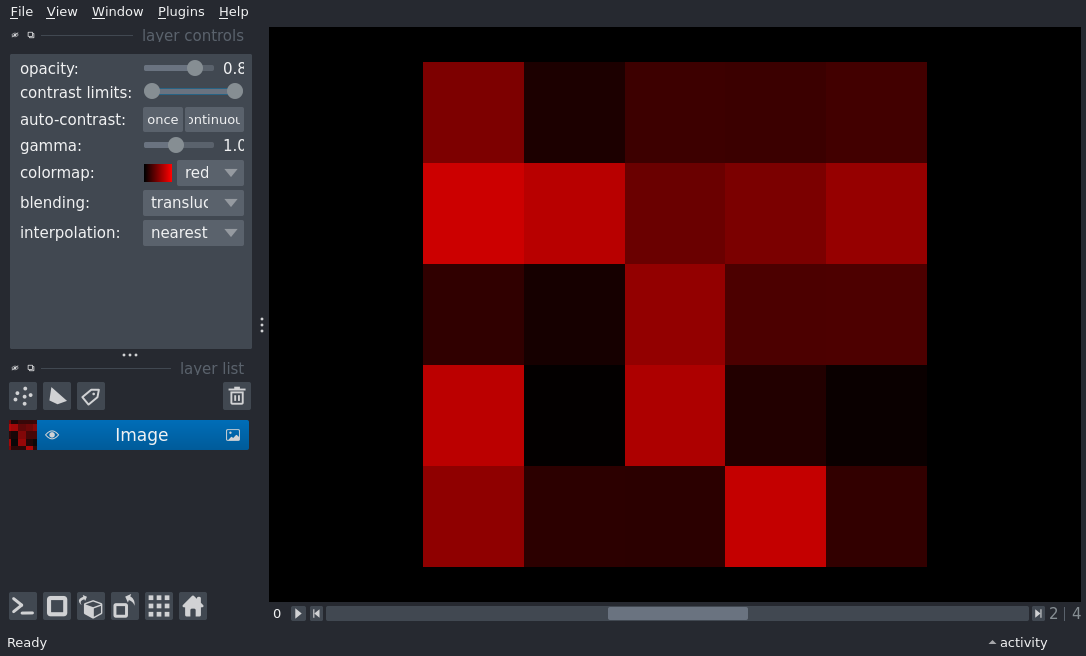 File View Window Plugins Help
layer controls
opacity: 0.8
contrast limits:
auto-contrast: once ontinuou
gamma: 1.0
colormap: red
blending: transluc
interpolation: nearest
layer list
Image
0 2 | 4
Ready activity